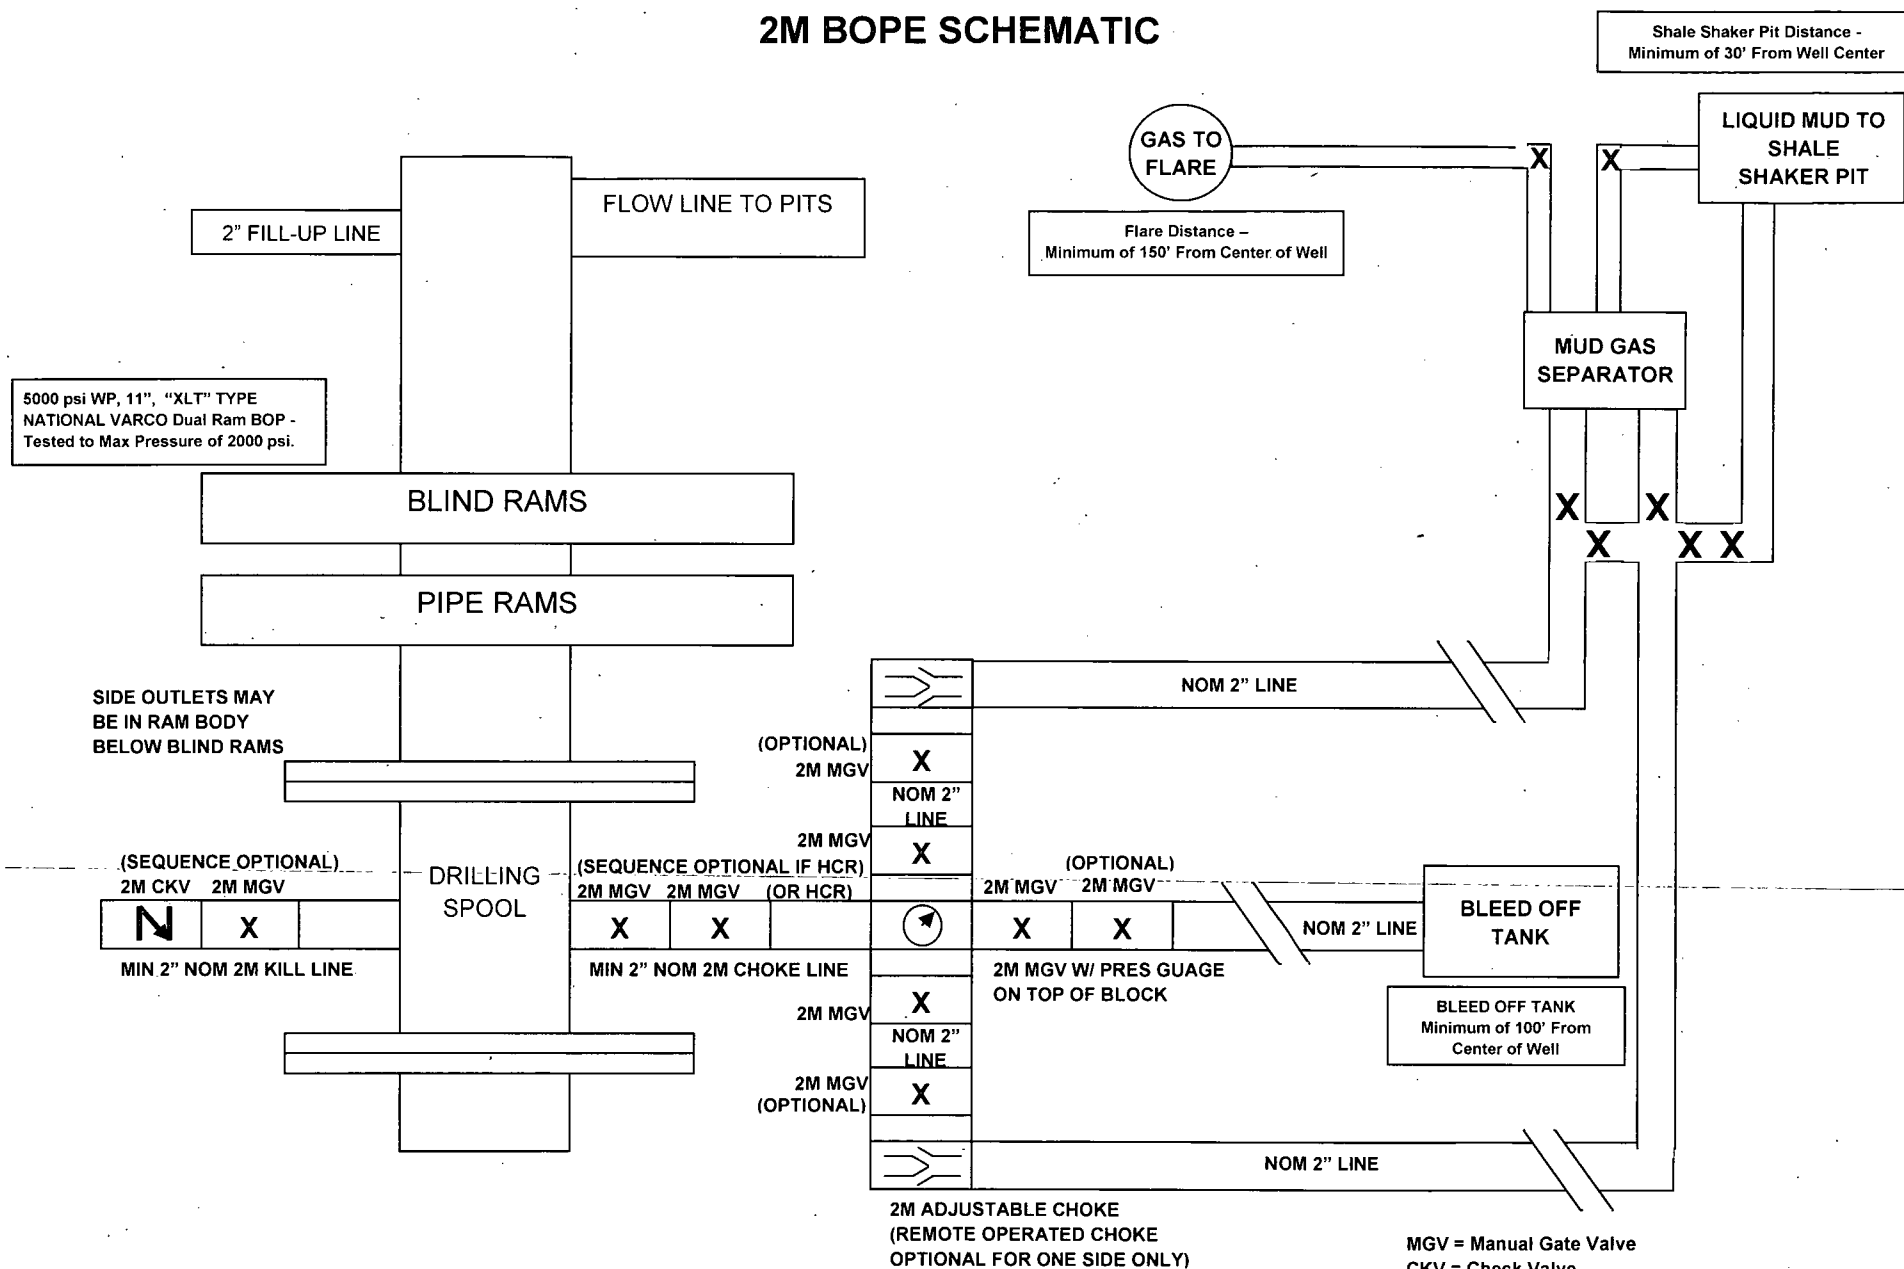 2M BOPE SCHEMATIC
Shale Shaker Pit Distance -
Minimum of 30' From Well Center
LIQUID MUD TO
SHALE
SHAKER PIT
GAS TO
FLARE
X
X
Flare Distance –
Minimum of 150' From Center of Well
FLOW LINE TO PITS
2" FILL-UP LINE
MUD GAS
SEPARATOR
5000 psi WP, 11", "XLT" TYPE
NATIONAL VARCO Dual Ram BOP -
Tested to Max Pressure of 2000 psi.
BLIND RAMS
X
X
X
X
X
PIPE RAMS
NOM 2" LINE
SIDE OUTLETS MAY
BE IN RAM BODY
BELOW BLIND RAMS
(OPTIONAL)
2M MGV
X
NOM 2"
LINE
2M MGV
X
(SEQUENCE OPTIONAL)
2M CKV 2M MGV
N X
DRILLING
SPOOL
(SEQUENCE OPTIONAL IF HCR)
2M MGV 2M MGV (OR HCR)
X X
(OPTIONAL)
2M MGV 2M MGV
X X
NOM 2" LINE
BLEED OFF
TANK
MIN 2" NOM 2M KILL LINE
MIN 2" NOM 2M CHOKE LINE
2M MGV W/ PRES GUAGE
ON TOP OF BLOCK
BLEED OFF TANK
Minimum of 100' From
Center of Well
2M MGV
X
NOM 2"
LINE
2M MGV
(OPTIONAL)
X
NOM 2" LINE
2M ADJUSTABLE CHOKE
(REMOTE OPERATED CHOKE
OPTIONAL FOR ONE SIDE ONLY)
MGV = Manual Gate Valve
CKV = Check Valve